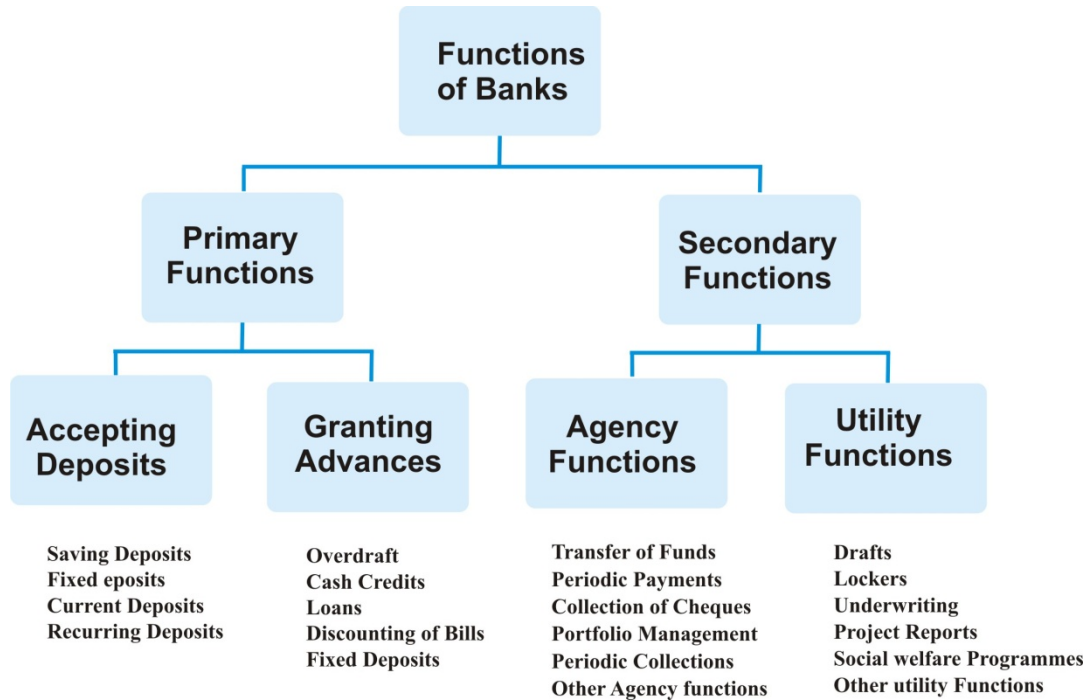 Functions
of Banks
Primary
Functions
Secondary
Functions
Accepting
Deposits
Granting
Advances
Agency
Functions
Utility
Functions
Saving Deposits
Fixed eposits
Current Deposits
Recurring Deposits
Overdraft
Cash Credits
Loans
Discounting of Bills
Fixed Deposits
Transfer of Funds
Periodic Payments
Collection of Cheques
Portfolio Management
Periodic Collections
Other Agency functions
Drafts
Lockers
Underwriting
Project Reports
Social welfare Programmes
Other utility Functions